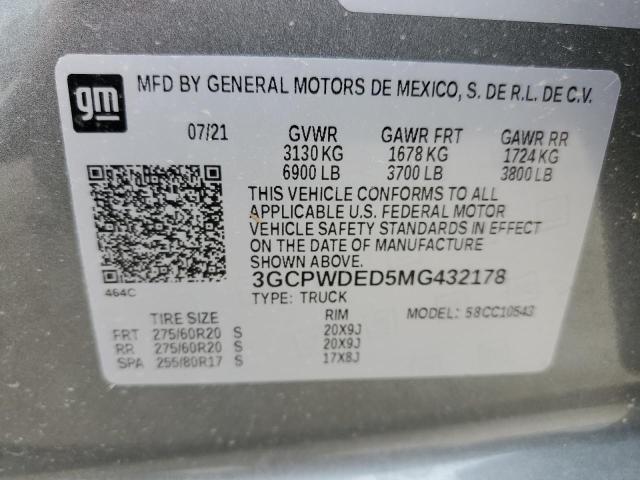 gm
MFD BY GENERAL MOTORS DE MEXICO, S. DE R.L. DE C.V.
07/21 GVWR GAWR FRT GAWR RR
3130 KG 1678 KG 1724 KG
6900 LB 3700 LB 3800 LB
THIS VEHICLE CONFORMS TO ALL
APPLICABLE U.S. FEDERAL MOTOR
VEHICLE SAFETY STANDARDS IN EFFECT
ON THE DATE OF MANUFACTURE
SHOWN ABOVE.
464C
3GCPWDED5MG432178
TYPE: TRUCK MODEL: 58CC10543
TIRE SIZE RIM
FRT 275/60R20 S 20X9J
RR 275/60R20 S 20X9J
SPA 255/80R17 S 17X8J